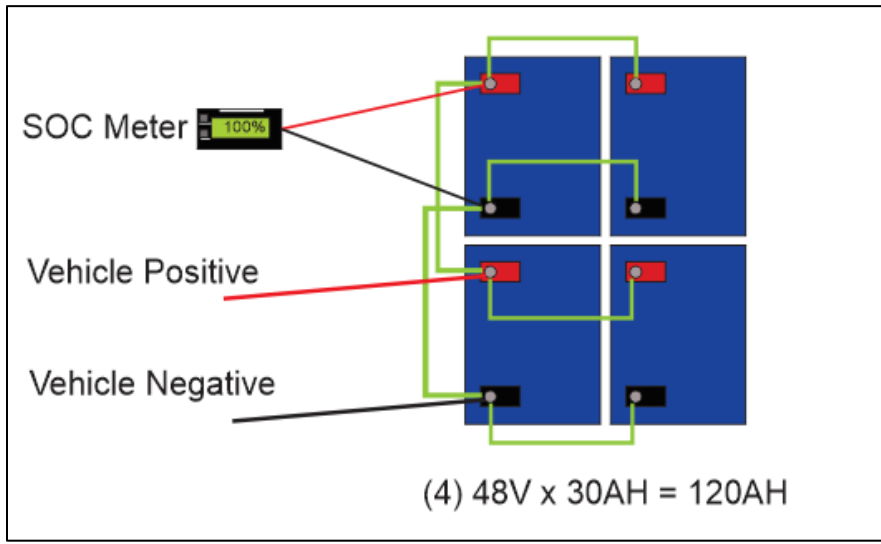 SOC Meter
100%
Vehicle Positive
Vehicle Negative
(4) 48V x 30AH = 120AH